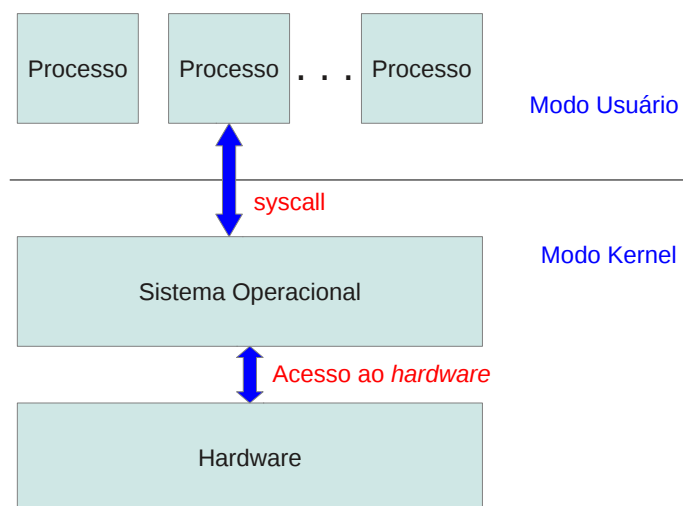 Processo
Processo
. . .
Processo
Modo Usuário
syscall
Modo Kernel
Sistema Operacional
Acesso ao hardware
Hardware